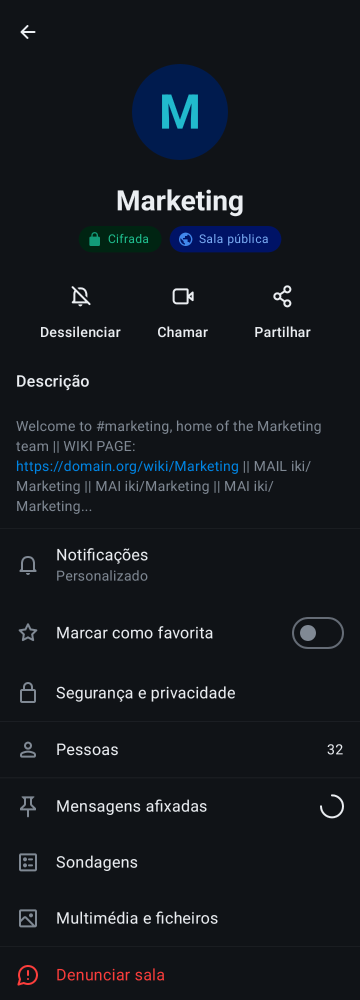 M
Marketing
Cifrada
Sala pública
Dessilenciar
Chamar
Partilhar
Descrição
Welcome to #marketing, home of the Marketing
team || WIKI PAGE:
https://domain.org/wiki/Marketing || MAIL iki/
Marketing || MAI iki/Marketing || MAI iki/
Marketing...
Notificações
Personalizado
Marcar como favorita
Segurança e privacidade
Pessoas 32
Mensagens afixadas
Sondagens
Multimédia e ficheiros
Denunciar sala